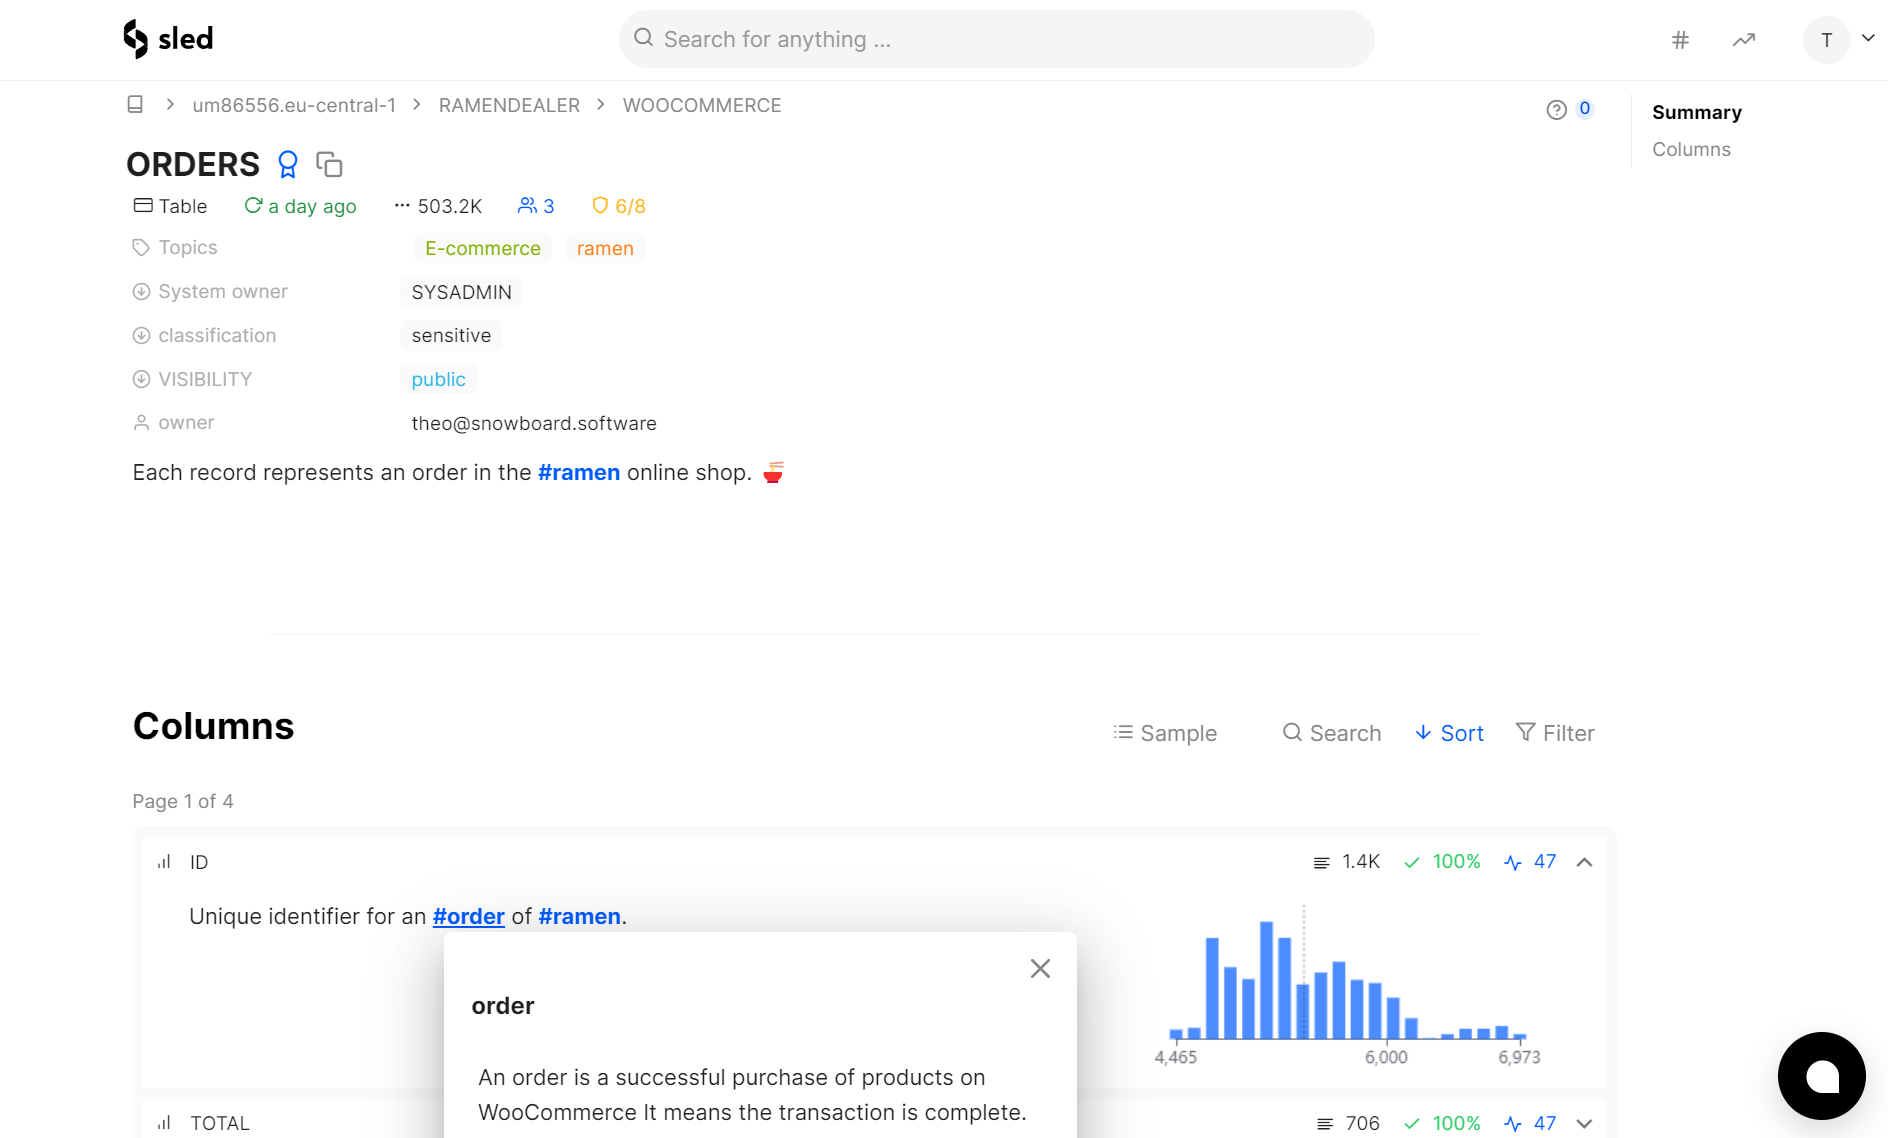 sled
Search for anything ...
T
um86556.eu-central-1 > RAMENDEALER > WOOCOMMERCE
0
Summary
Columns
ORDERS
Table a day ago 503.2K 3 6/8
Topics E-commerce ramen
System owner SYSADMIN
classification sensitive
VISIBILITY public
owner theo@snowboard.software
Each record represents an order in the #ramen online shop. 🍜
Columns
Sample Search Sort Filter
Page 1 of 4
ID 1.4K 100% 47
Unique identifier for an #order of #ramen.
order
An order is a successful purchase of products on
WooCommerce It means the transaction is complete.
4,465 6,000 6,973
TOTAL 706 100% 47